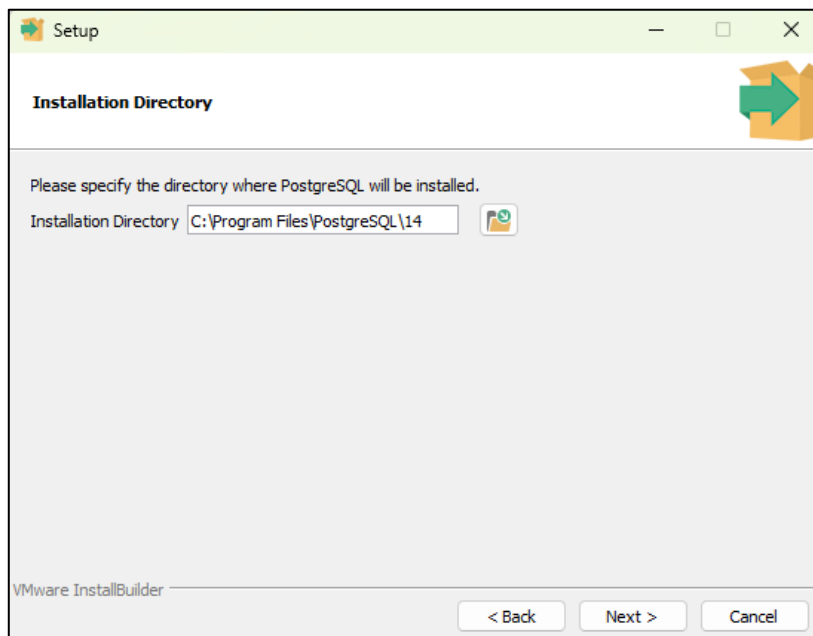 Setup
Installation Directory
Please specify the directory where PostgreSQL will be installed.
Installation Directory C:\Program Files\PostgreSQL\14
VMware InstallBuilder
< Back Next > Cancel